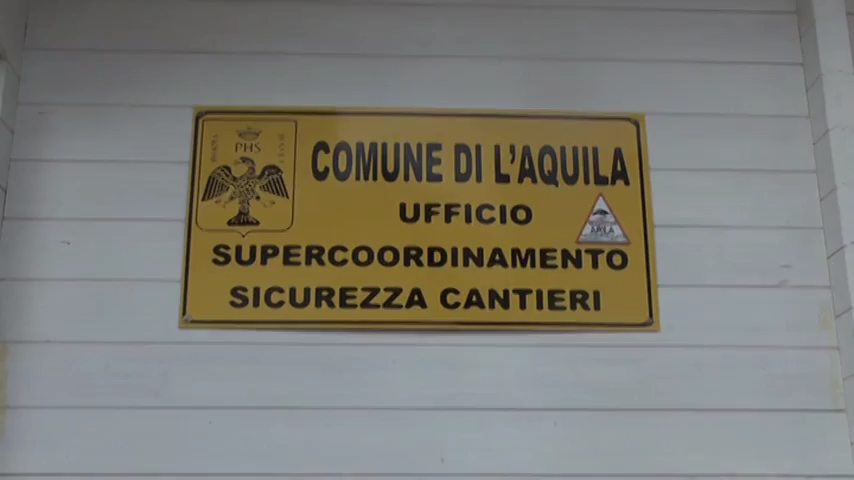 PHS
COMUNE DI L'AQUILA
UFFICIO
SUPERCOORDINAMENTO
SICUREZZA CANTIERI